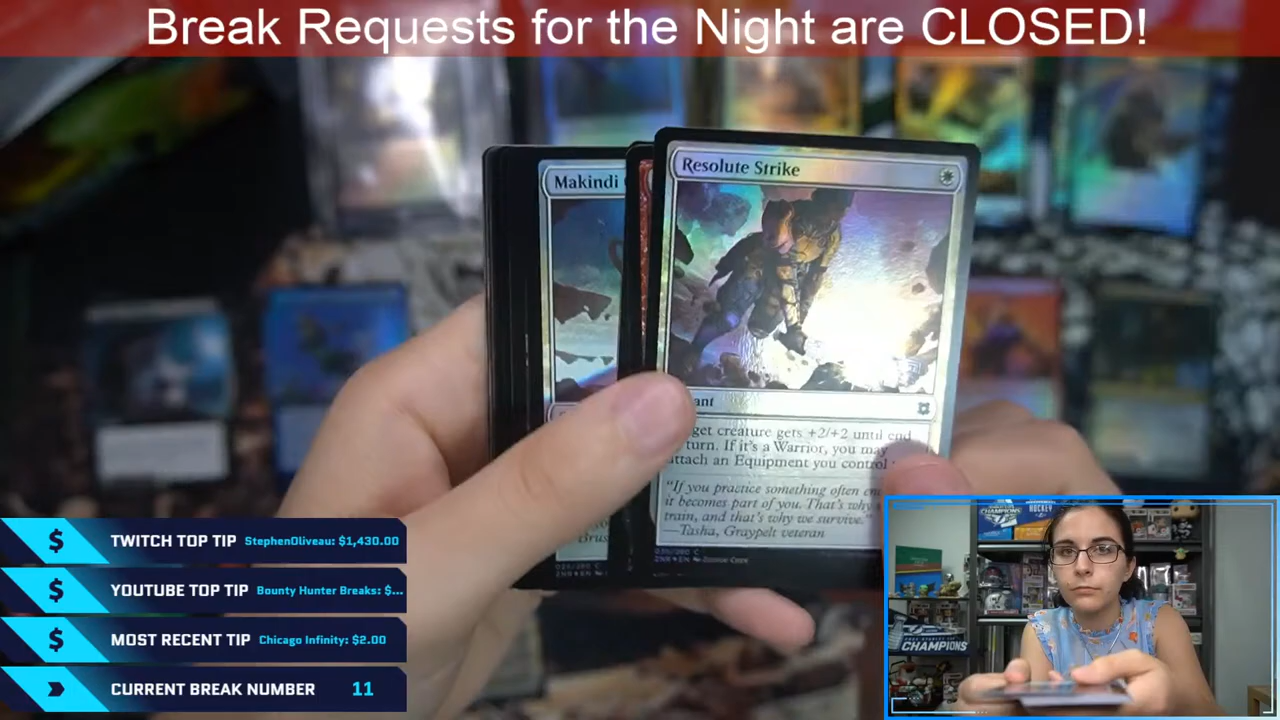 Break Requests for the Night are CLOSED!
Makindi
Resolute Strike
ant
get creature gets +2/+2 until end
turn. If it's a Warrior, you may
attach an Equipment you control
"If you practice something often
it becomes part of you. That's why
train, and that's why we survive."
—Tasha, Graypelt veteran
ZNR EN
TWITCH TOP TIP StephenOliveau: $1,430.00
YOUTUBE TOP TIP Bounty Hunter Breaks: $...
MOST RECENT TIP Chicago Infinity: $2.00
CURRENT BREAK NUMBER 11
CHAMPIONS
HOCKEY
CHAMPIONS